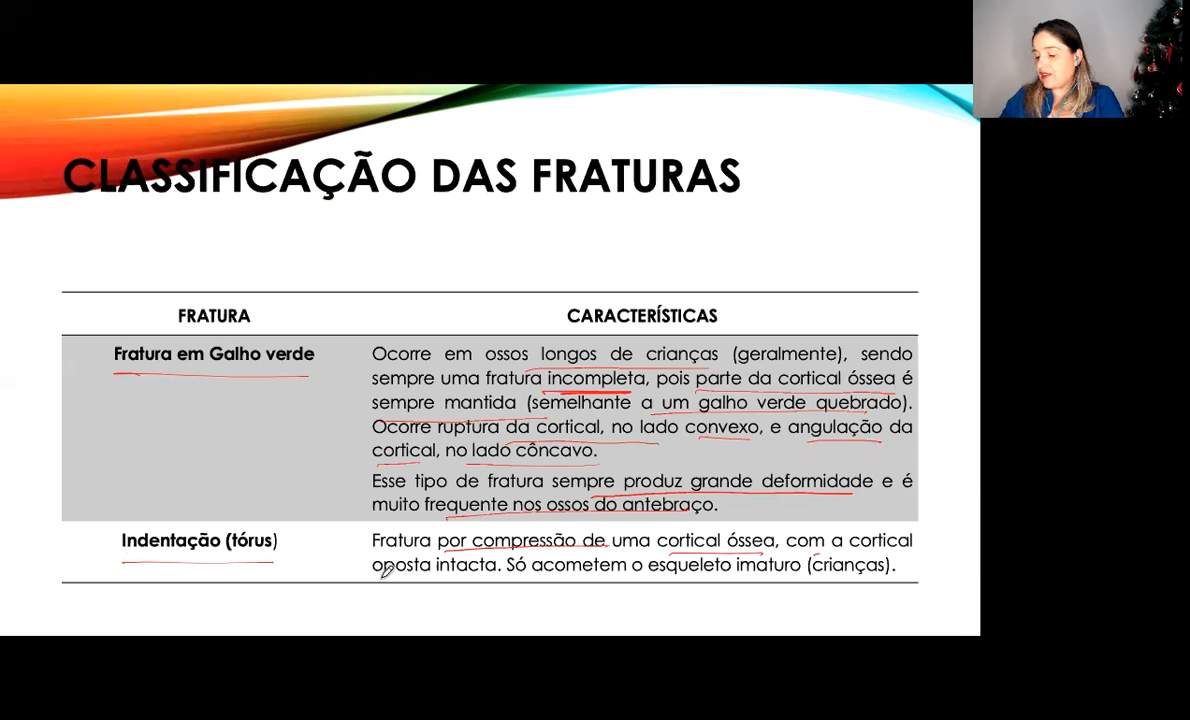 CLASSIFICAÇÃO DAS FRATURAS
FRATURA
CARACTERÍSTICAS
Fratura em Galho verde
Ocorre em ossos longos de crianças (geralmente), sendo
sempre uma fratura incompleta, pois parte da cortical óssea é
sempre mantida (semelhante a um galho verde quebrado).
Ocorre ruptura da cortical, no lado convexo, e angulação da
cortical, no lado côncavo.
Esse tipo de fratura sempre produz grande deformidade e é
muito frequente nos ossos do antebraço.
Indentação (tórus)
Fratura por compressão de uma cortical óssea, com a cortical
oposta intacta. Só acometem o esqueleto imaturo (crianças).